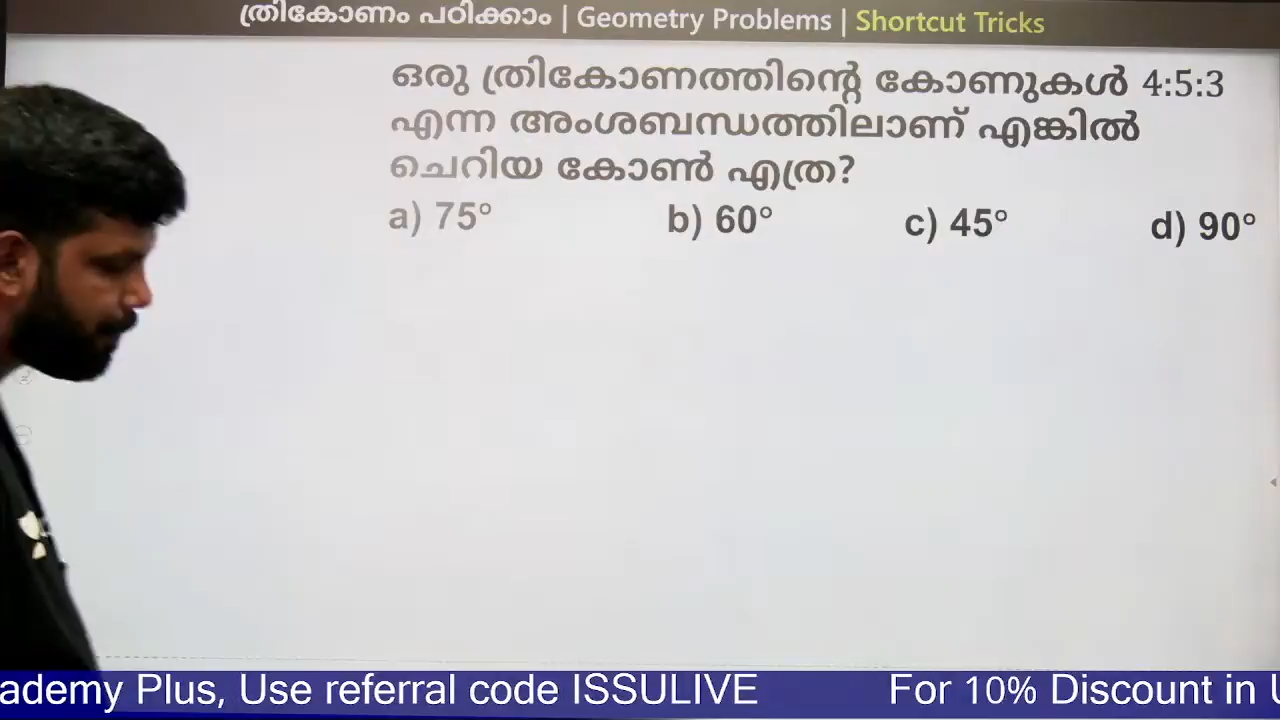 ത്രികോണം പഠിക്കാം | Geometry Problems | Shortcut Tricks
ഒരു ത്രികോണത്തിന്റെ കോണുകൾ 4:5:3
എന്ന അംശബന്ധത്തിലാണ് എങ്കിൽ
ചെറിയ കോൺ എത്ര?
a) 75° b) 60° c) 45° d) 90°
ademy Plus, Use referral code ISSULIVE For 10% Discount in U